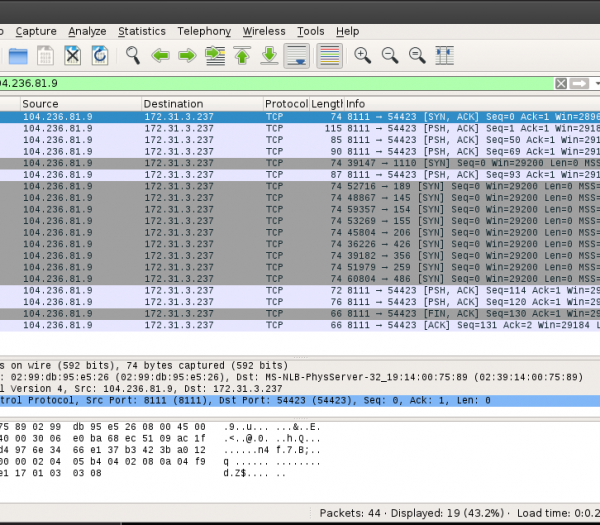 o Capture Analyze Statistics Telephony Wireless Tools Help
04.236.81.9
Source Destination Protocol Lengtl Info
104.236.81.9 172.31.3.237 TCP 74 8111 → 54423 [SYN, ACK] Seq=0 Ack=1 Win=2896
104.236.81.9 172.31.3.237 TCP 115 8111 → 54423 [PSH, ACK] Seq=1 Ack=1 Win=2918
104.236.81.9 172.31.3.237 TCP 85 8111 → 54423 [PSH, ACK] Seq=50 Ack=1 Win=291
104.236.81.9 172.31.3.237 TCP 90 8111 → 54423 [PSH, ACK] Seq=69 Ack=1 Win=291
104.236.81.9 172.31.3.237 TCP 74 39147 → 1110 [SYN] Seq=0 Win=29200 Len=0 MSS
104.236.81.9 172.31.3.237 TCP 87 8111 → 54423 [PSH, ACK] Seq=93 Ack=1 Win=291
104.236.81.9 172.31.3.237 TCP 74 52716 → 189 [SYN] Seq=0 Win=29200 Len=0 MSS=
104.236.81.9 172.31.3.237 TCP 74 48867 → 145 [SYN] Seq=0 Win=29200 Len=0 MSS=
104.236.81.9 172.31.3.237 TCP 74 59357 → 154 [SYN] Seq=0 Win=29200 Len=0 MSS=
104.236.81.9 172.31.3.237 TCP 74 53269 → 155 [SYN] Seq=0 Win=29200 Len=0 MSS=
104.236.81.9 172.31.3.237 TCP 74 45804 → 206 [SYN] Seq=0 Win=29200 Len=0 MSS=
104.236.81.9 172.31.3.237 TCP 74 36226 → 426 [SYN] Seq=0 Win=29200 Len=0 MSS=
104.236.81.9 172.31.3.237 TCP 74 39182 → 356 [SYN] Seq=0 Win=29200 Len=0 MSS=
104.236.81.9 172.31.3.237 TCP 74 51979 → 259 [SYN] Seq=0 Win=29200 Len=0 MSS=
104.236.81.9 172.31.3.237 TCP 74 60804 → 486 [SYN] Seq=0 Win=29200 Len=0 MSS=
104.236.81.9 172.31.3.237 TCP 72 8111 → 54423 [PSH, ACK] Seq=114 Ack=1 Win=29
104.236.81.9 172.31.3.237 TCP 76 8111 → 54423 [PSH, ACK] Seq=120 Ack=1 Win=29
104.236.81.9 172.31.3.237 TCP 66 8111 → 54423 [FIN, ACK] Seq=130 Ack=1 Win=29
104.236.81.9 172.31.3.237 TCP 66 8111 → 54423 [ACK] Seq=131 Ack=2 Win=29184 L
s on wire (592 bits), 74 bytes captured (592 bits)
: 02:99:db:95:e5:26 (02:99:db:95:e5:26), Dst: MS-NLB-PhysServer-32_19:14:00:75:89 (02:39:14:00:75:89)
l Version 4, Src: 104.236.81.9, Dst: 172.31.3.237
ntrol Protocol, Src Port: 8111 (8111), Dst Port: 54423 (54423), Seq: 0, Ack: 1, Len: 0
75 89 02 99 db 95 e5 26 08 00 45 00 .9..u... ...&..E.
40 00 30 06 e0 ba 68 ec 51 09 ac 1f .<..@.0. ..h.Q...
d4 97 6e 34 66 e1 37 b3 42 3b a0 12 ......n4 f.7.B;..
00 00 02 04 05 b4 04 02 08 0a 04 f9 q ...... ........
e1 17 01 03 03 08 d.Z$.... ..
Packets: 44 · Displayed: 19 (43.2%) · Load time: 0:0.2